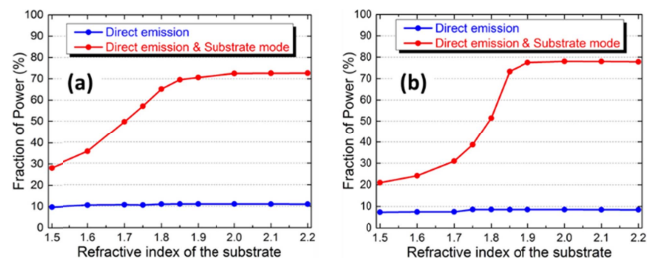 100
90
80
70
60
50
40
30
20
10
0
Fraction of Power (%)
Direct emission
Direct emission & Substrate mode
(a)
1.5 1.6 1.7 1.8 1.9 2.0 2.1 2.2
Refractive index of the substrate
100
90
80
70
60
50
40
30
20
10
0
Fraction of Power (%)
Direct emission
Direct emission & Substrate mode
(b)
1.5 1.6 1.7 1.8 1.9 2.0 2.1 2.2
Refractive index of the substrate